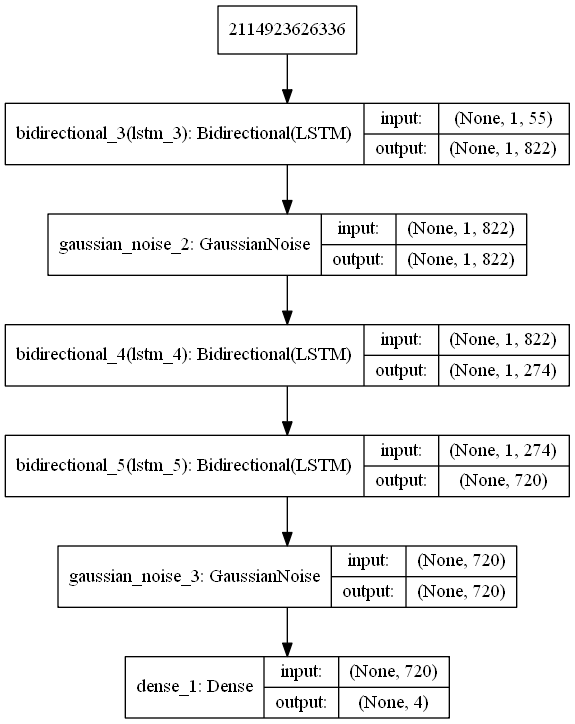 2114923626336
bidirectional_3(lstm_3): Bidirectional(LSTM)
input:
(None, 1, 55)
output:
(None, 1, 822)
gaussian_noise_2: GaussianNoise
input:
(None, 1, 822)
output:
(None, 1, 822)
bidirectional_4(lstm_4): Bidirectional(LSTM)
input:
(None, 1, 822)
output:
(None, 1, 274)
bidirectional_5(lstm_5): Bidirectional(LSTM)
input:
(None, 1, 274)
output:
(None, 720)
gaussian_noise_3: GaussianNoise
input:
(None, 720)
output:
(None, 720)
dense_1: Dense
input:
(None, 720)
output:
(None, 4)